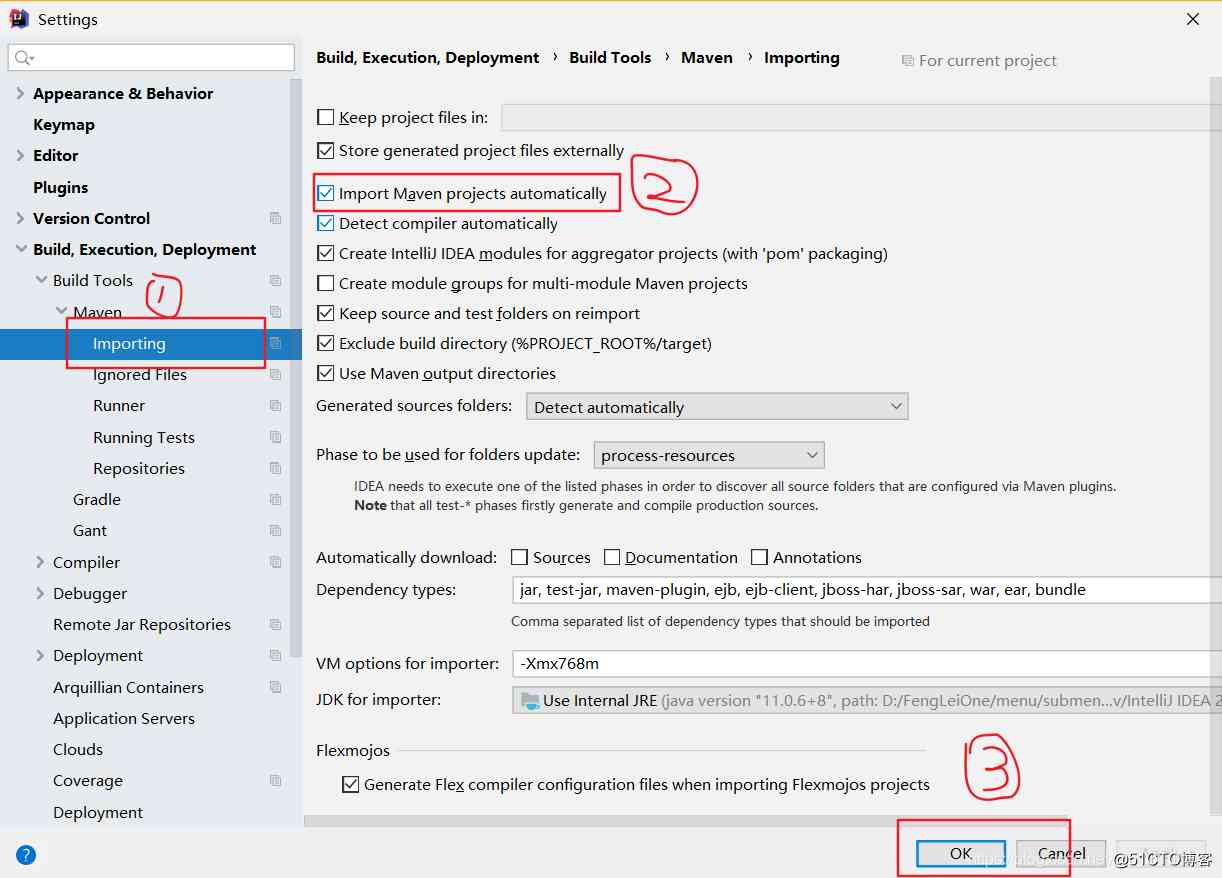 Settings
Build, Execution, Deployment › Build Tools › Maven › Importing
For current project
Appearance & Behavior
Keymap
Editor
Plugins
Version Control
Build, Execution, Deployment
Build Tools
1
Maven
Importing
Ignored Files
Runner
Running Tests
Repositories
Gradle
Gant
Compiler
Debugger
Remote Jar Repositories
Deployment
Arquillian Containers
Application Servers
Clouds
Coverage
Deployment
?
Keep project files in:
Store generated project files externally
2
Import Maven projects automatically
Detect compiler automatically
Create IntelliJ IDEA modules for aggregator projects (with 'pom' packaging)
Create module groups for multi-module Maven projects
Keep source and test folders on reimport
Exclude build directory (%PROJECT_ROOT%/target)
Use Maven output directories
Generated sources folders: Detect automatically
Phase to be used for folders update: process-resources
IDEA needs to execute one of the listed phases in order to discover all source folders that are configured via Maven plugins.
Note that all test-* phases firstly generate and compile production sources.
Automatically download: Sources Documentation Annotations
Dependency types: jar, test-jar, maven-plugin, ejb, ejb-client, jboss-har, jboss-sar, war, ear, bundle
Comma separated list of dependency types that should be imported
VM options for importer: -Xmx768m
JDK for importer: Use Internal JRE (java version "11.0.6+8", path: D:/FengLeiOne/menu/submen...v/IntelliJ IDEA 2
Flexmojos
3
Generate Flex compiler configuration files when importing Flexmojos projects
OK Cancel
@51CTO博客